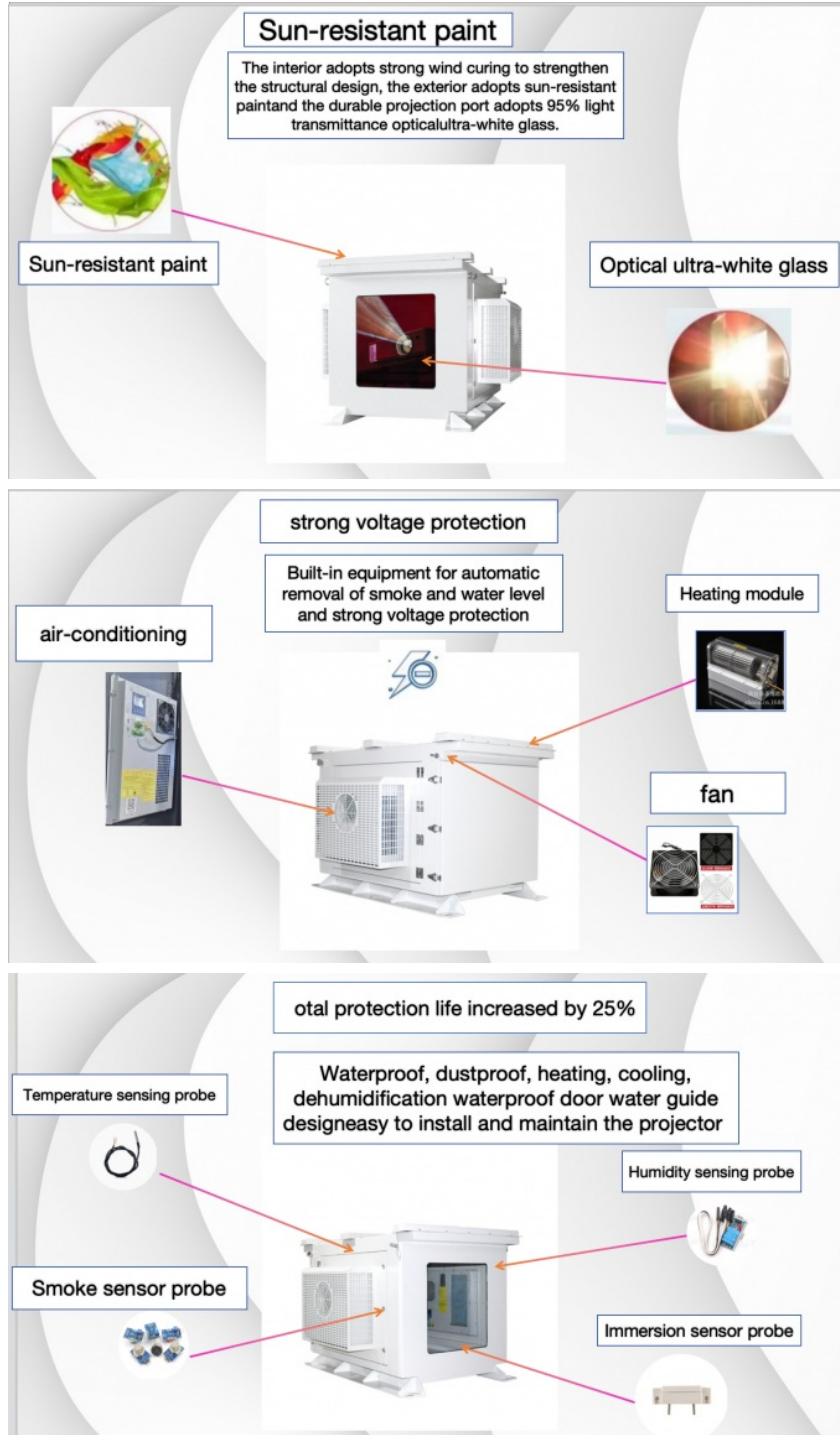 Sun-resistant paint
The interior adopts strong wind curing to strengthen
the structural design, the exterior adopts sun-resistant
paintand the durable projection port adopts 95% light
transmittance opticalultra-white glass.
Sun-resistant paint
Optical ultra-white glass
strong voltage protection
Built-in equipment for automatic
removal of smoke and water level
and strong voltage protection
air-conditioning
Heating module
fan
otal protection life increased by 25%
Waterproof, dustproof, heating, cooling,
dehumidification waterproof door water guide
designeasy to install and maintain the projector
Temperature sensing probe
Humidity sensing probe
Smoke sensor probe
Immersion sensor probe